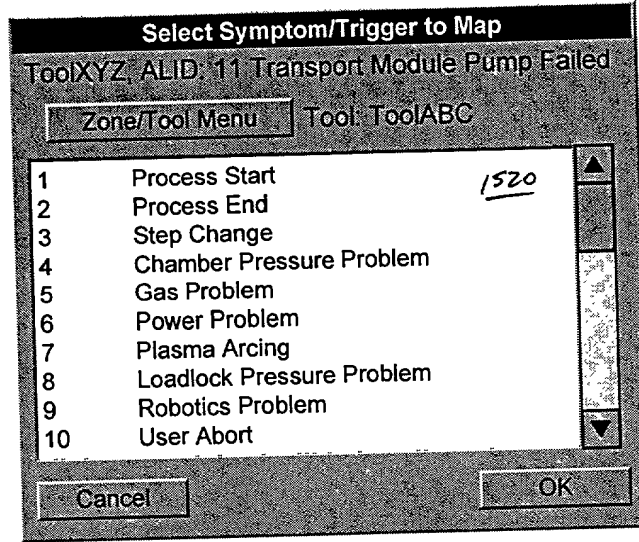 Select Symptom/Trigger to Map
ToolXYZ, ALID: 11 Transport Module Pump Failed
Zone/Tool Menu Tool: ToolABC
1 Process Start 1520
2 Process End
3 Step Change
4 Chamber Pressure Problem
5 Gas Problem
6 Power Problem
7 Plasma Arcing
8 Loadlock Pressure Problem
9 Robotics Problem
10 User Abort
Cancel OK